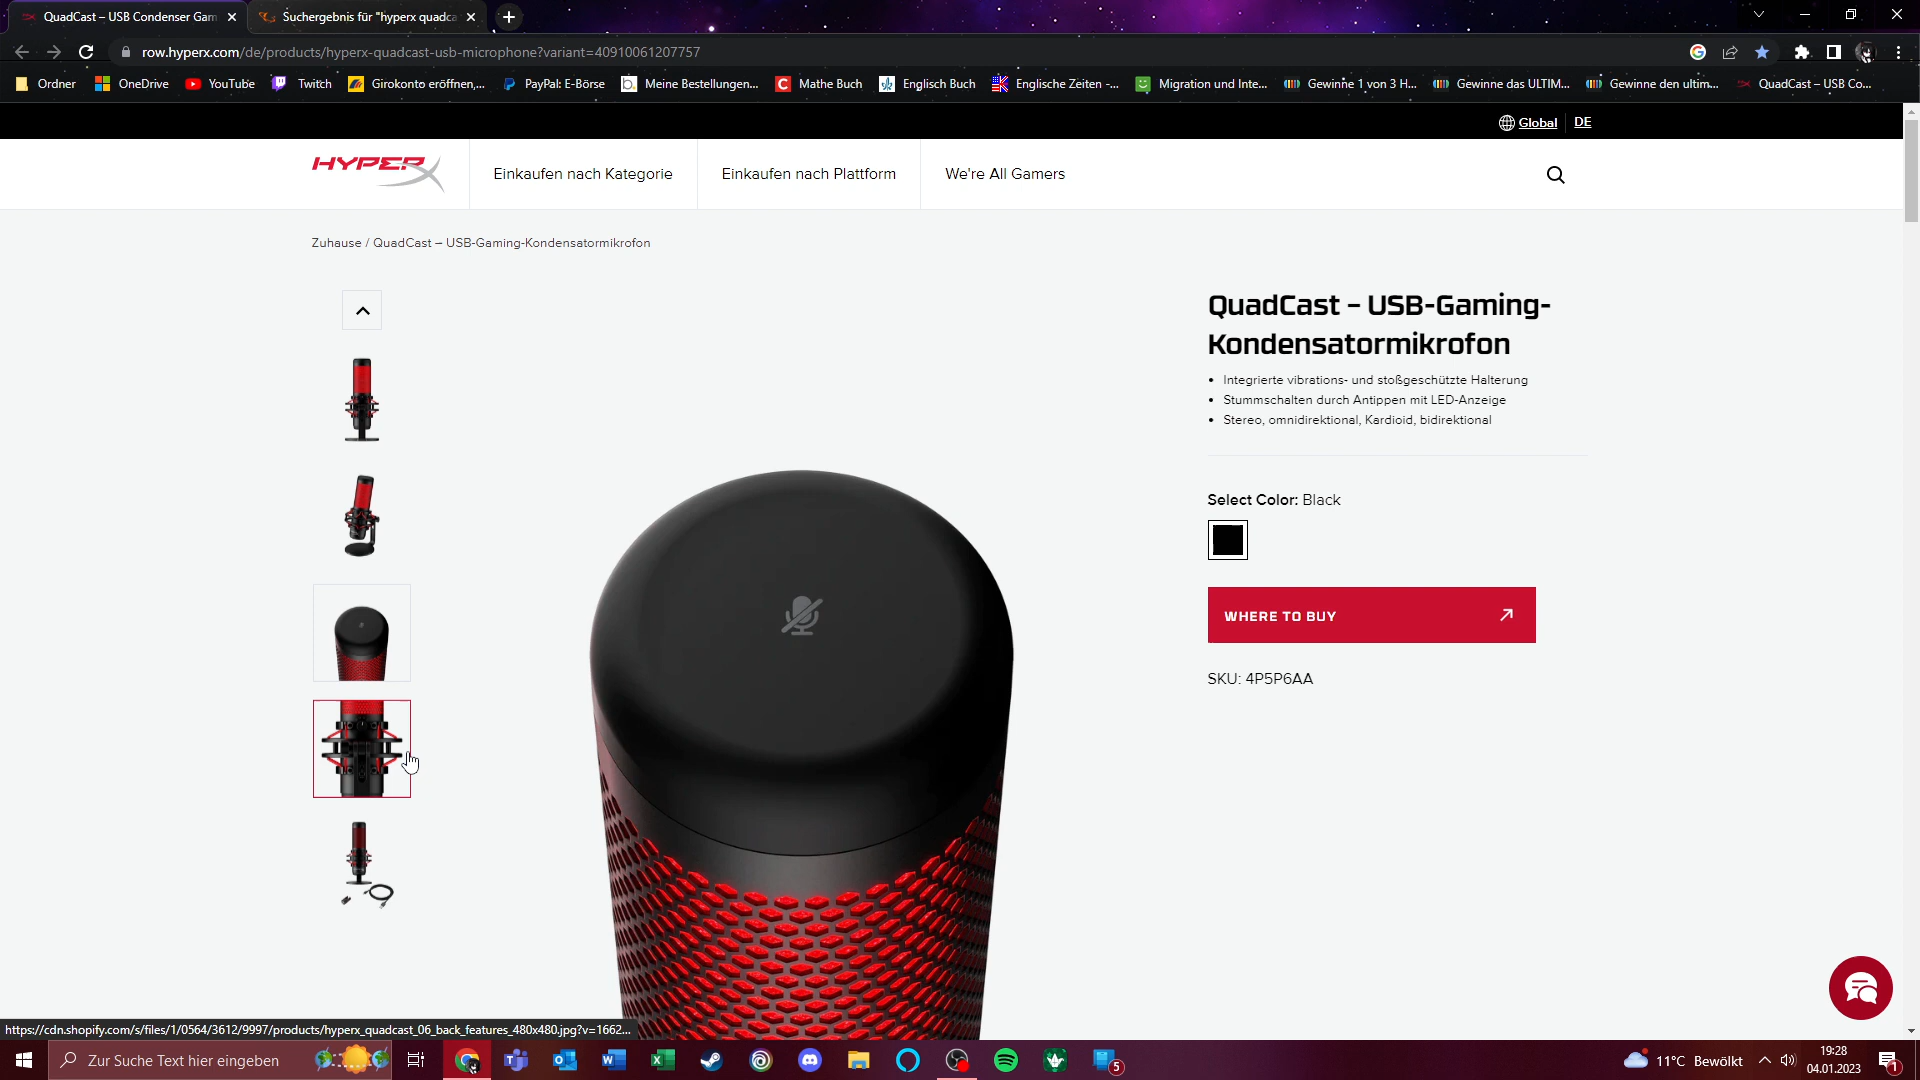 QuadCast – USB Condenser Gam
Suchergebnis für "hyperx quadca
row.hyperx.com/de/products/hyperx-quadcast-usb-microphone?variant=40910061207757
Ordner
OneDrive
YouTube
Twitch
Girokonto eröffnen,...
PayPal: E-Börse
Meine Bestellungen...
Mathe Buch
Englisch Buch
Englische Zeiten -...
Migration und Inte...
Gewinne 1 von 3 H...
Gewinne das ULTIM...
Gewinne den ultim...
QuadCast – USB Co...
Global
DE
HYPERX
Einkaufen nach Kategorie
Einkaufen nach Plattform
We're All Gamers
Zuhause / QuadCast – USB-Gaming-Kondensatormikrofon
QuadCast – USB-Gaming-
Kondensatormikrofon
• Integrierte vibrations- und stoßgeschützte Halterung
• Stummschalten durch Antippen mit LED-Anzeige
• Stereo, omnidirektional, Kardioid, bidirektional
Select Color: Black
WHERE TO BUY
SKU: 4P5P6AA
https://cdn.shopify.com/s/files/1/0564/3612/9997/products/hyperx_quadcast_06_back_features_480x480.jpg?v=1662...
Zur Suche Text hier eingeben
5
11°C Bewölkt
19:28
04.01.2023
1